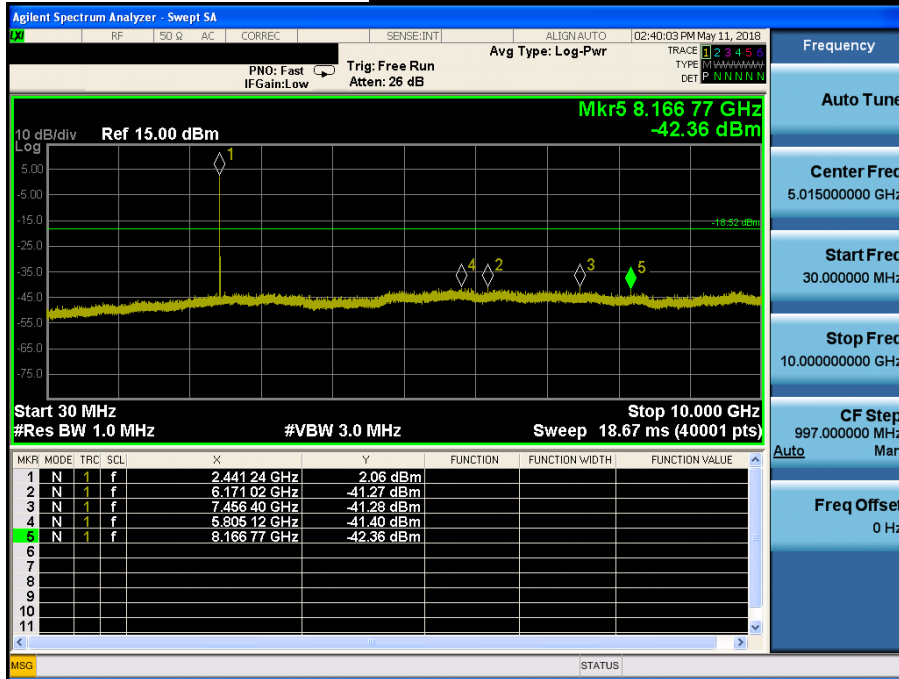 Agilent Spectrum Analyzer - Swept SA
LXI RF 50 Ω AC CORREC SENSE:INT ALIGN AUTO 02:40:03 PM May 11, 2018
Avg Type: Log-Pwr TRACE 1 2 3 4 5 6
PNO: Fast Trig: Free Run TYPE M WWWWW
IFGain:Low Atten: 26 dB DET P N N N N N
Mkr5 8.166 77 GHz
-42.36 dBm
10 dB/div Ref 15.00 dBm
Log
5.00
-5.00
-15.0
-18.52 dBm
-25.0
-35.0
-45.0
-55.0
-65.0
-75.0
1
4 2 3 5
Start 30 MHz Stop 10.000 GHz
#Res BW 1.0 MHz #VBW 3.0 MHz Sweep 18.67 ms (40001 pts)
MKR MODE TRC SCL X Y FUNCTION FUNCTION WIDTH FUNCTION VALUE
1 N 1 f 2.441 24 GHz 2.06 dBm
2 N 1 f 6.171 02 GHz -41.27 dBm
3 N 1 f 7.456 40 GHz -41.28 dBm
4 N 1 f 5.805 12 GHz -41.40 dBm
5 N 1 f 8.166 77 GHz -42.36 dBm
6
7
8
9
10
11
MSG STATUS
Frequency
Auto Tune
Center Freq
5.015000000 GHz
Start Freq
30.000000 MHz
Stop Freq
10.000000000 GHz
CF Step
997.000000 MHz
Auto Man
Freq Offset
0 Hz